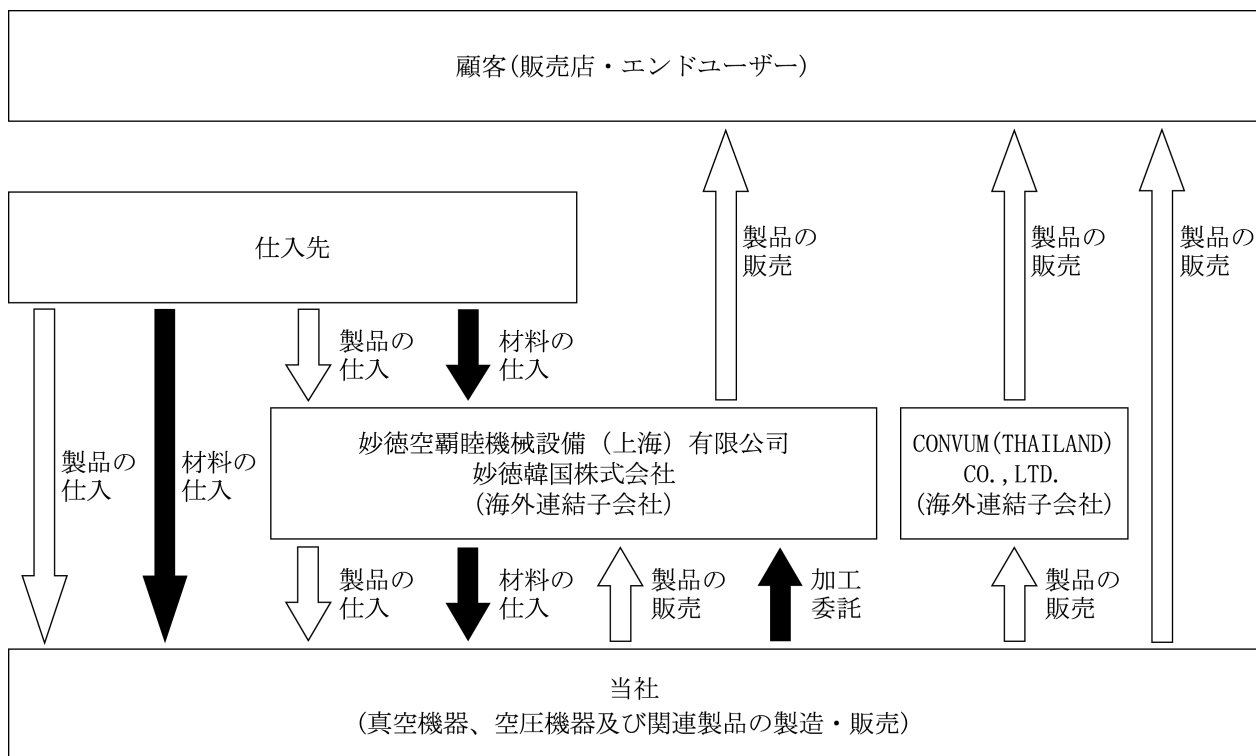 顧客(販売店・エンドユーザー)
仕入先
製品の
販売
製品の
販売
製品の
販売
製品の
仕入
材料の
仕入
製品の
仕入
材料の
仕入
妙徳空覇睦機械設備（上海）有限公司
妙徳韓国株式会社
(海外連結子会社)
CONVUM(THAILAND)
CO.,LTD.
(海外連結子会社)
製品の
仕入
材料の
仕入
製品の
販売
加工
委託
製品の
販売
当社
(真空機器、空圧機器及び関連製品の製造・販売)